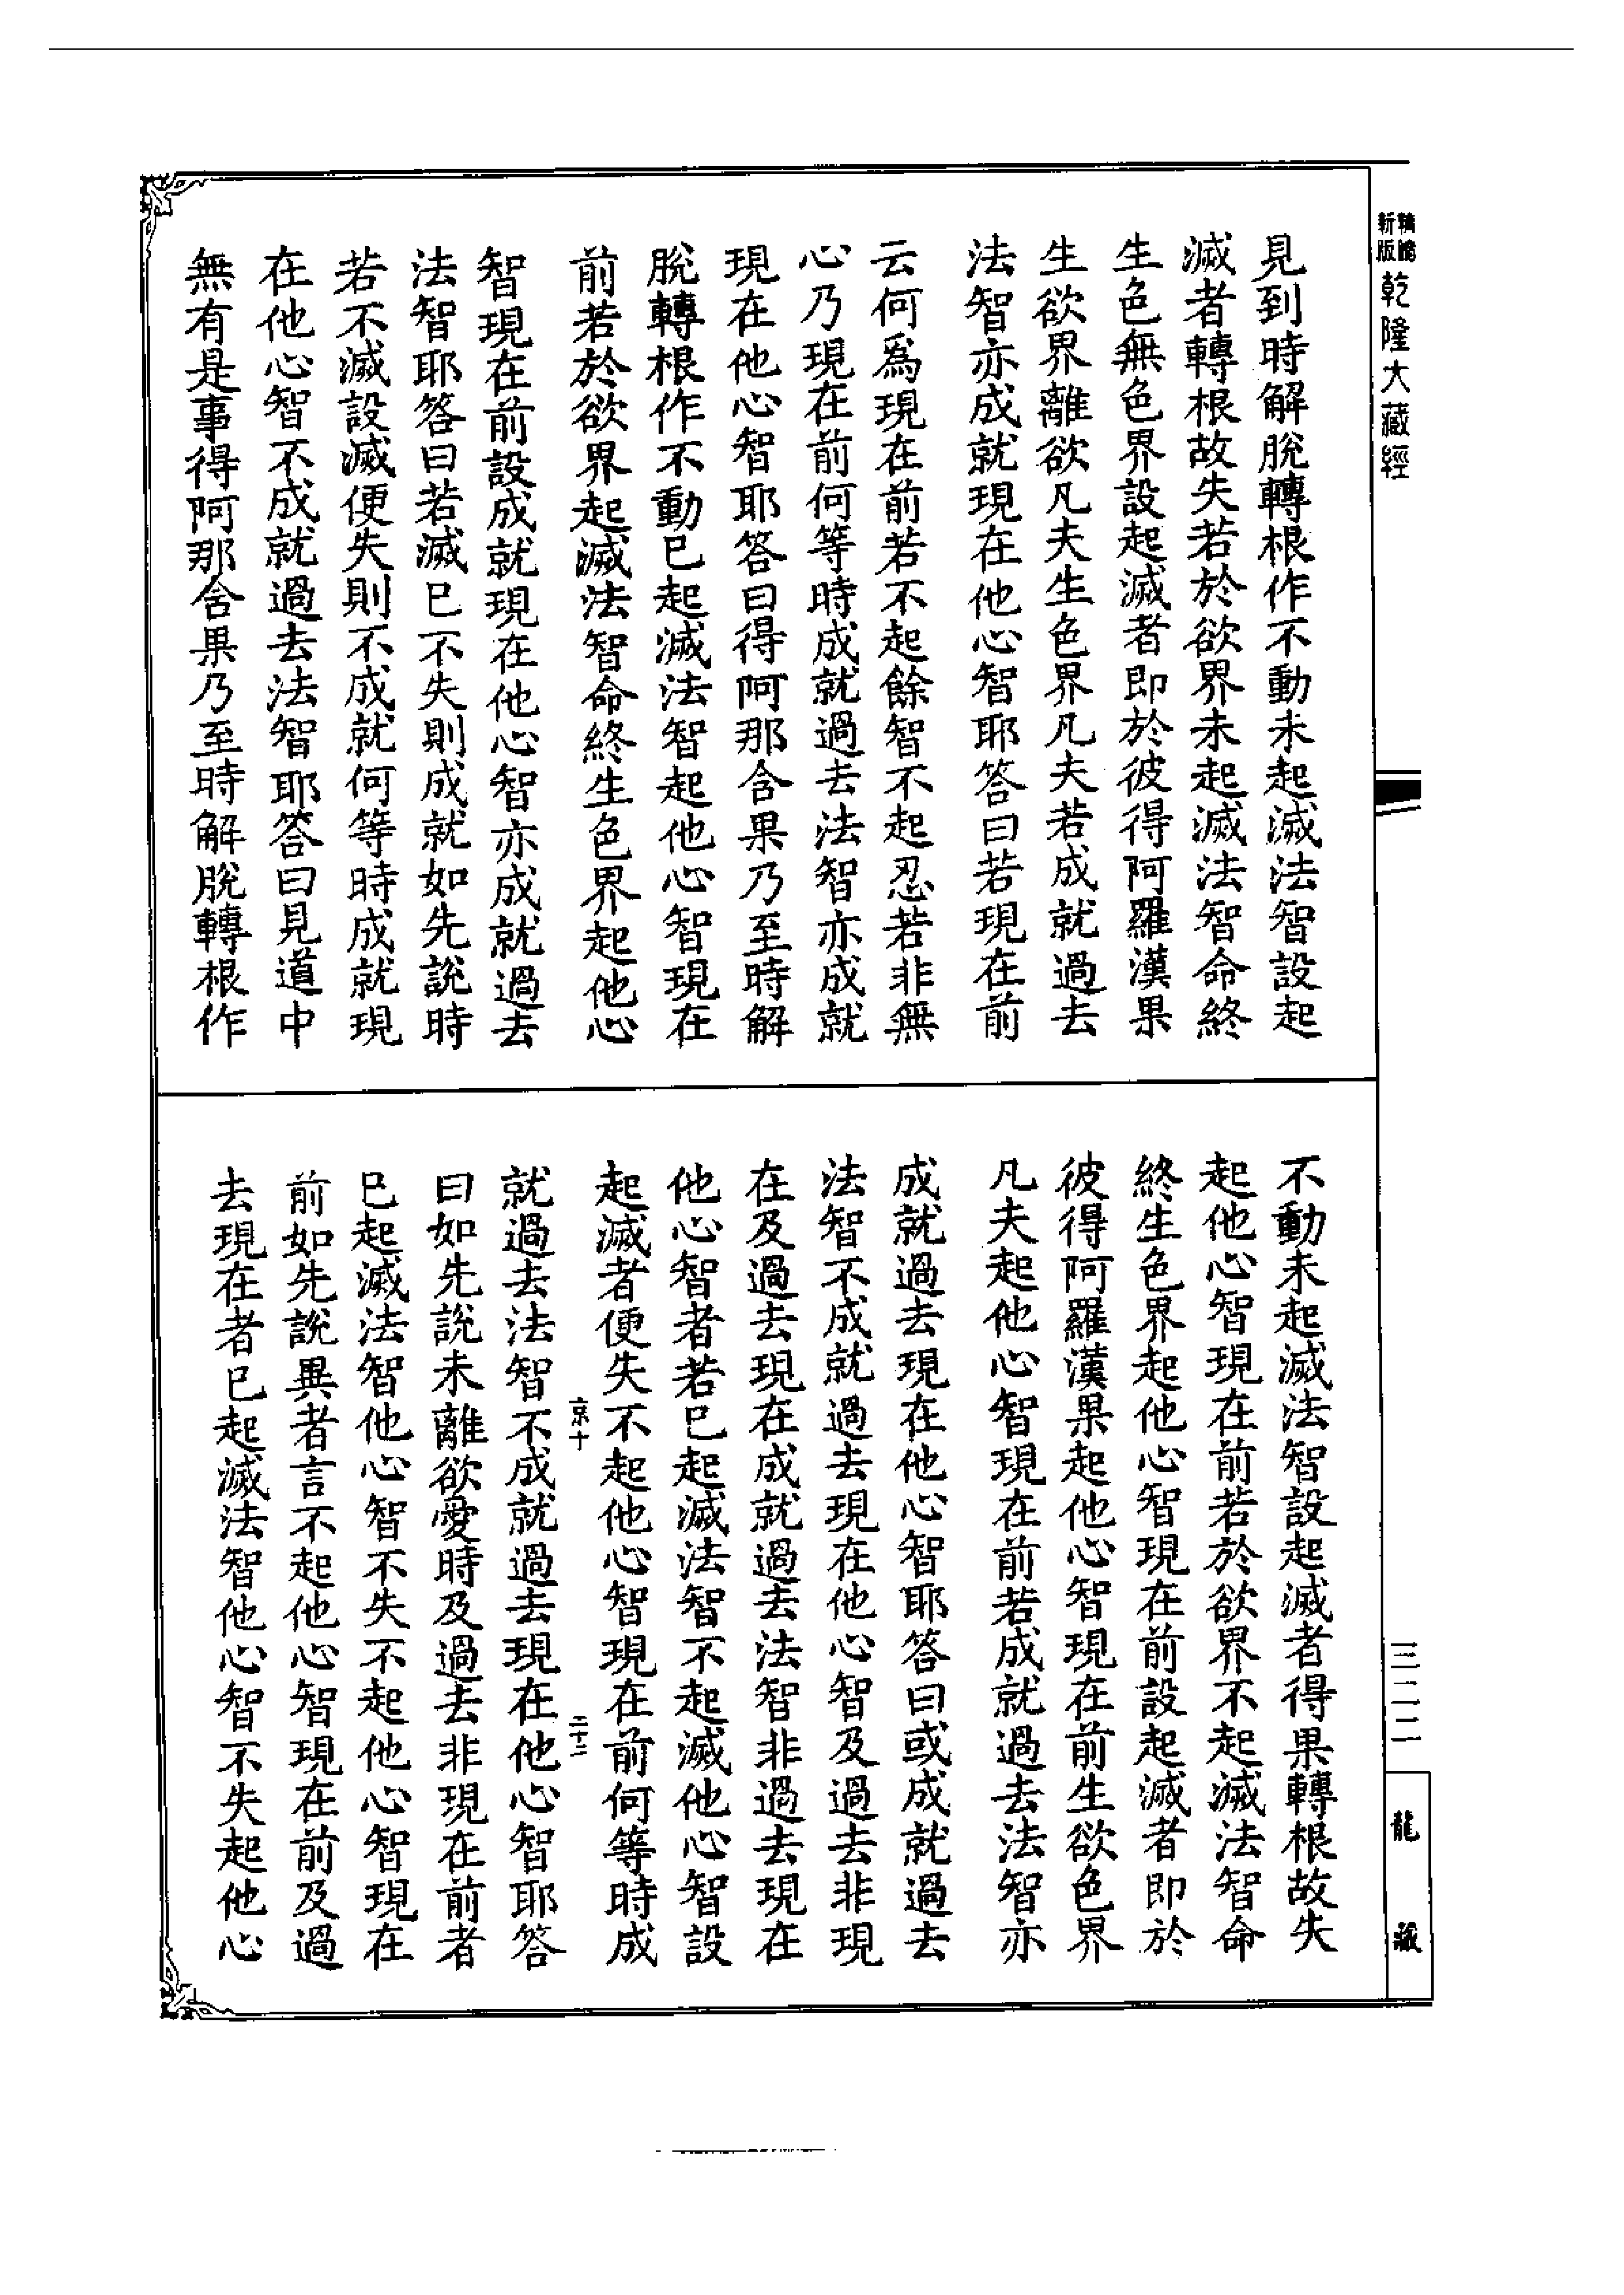 新版
乾隆大藏經
見到時解脫轉根作不動未起滅法智設起
滅者轉根故失若於欲界未起滅法智命終
生色無色界設起滅者即於彼得阿羅漢果
生欲界離欲凡夫生色界凡夫若成就過去
法智亦成就現在他心智耶答曰若現在前
云何為現在前若不起餘智不起忍若非無
心乃現在前何等時成就過去法智亦成就
現在他心智耶答曰得阿那含果乃至時解
脫轉根作不動已起滅法智起他心智現在
前若於欲界起滅法智命終生色界起他心
智現在前設成就現在他心智亦成就過去
法智耶答曰若滅已不失則成就如先說時
若不滅設滅便失則不成就何等時成就現
在他心智不成就過去法智耶答曰見道中
無有是事得阿那含果乃至時解脫轉根作
不動未起滅法智設起滅者得果轉根故失
起他心智現在前若於欲界不起滅法智命
終生色界起他心智現在前設起滅者即於
彼得阿羅漢果起他心智現在前生欲色界
凡夫起他心智現在前若成就過去法智亦
成就過去現在他心智耶答曰或成就過去
法智不成就過去現在他心智及過去非現
在及過去現在成就過去法智非過去現在
他心智者若已起滅法智不起滅他心智設
起滅者便失不起他心智現在前何等時成
京十 二十二
就過去法智不成就過去現在他心智耶答
曰如先說未離欲愛時及過去非現在前者
已起滅法智他心智不失不起他心智現在
前如先說異者言不起他心智現在前及過
去現在者已起滅法智他心智不失起他心
三二二
龍藏